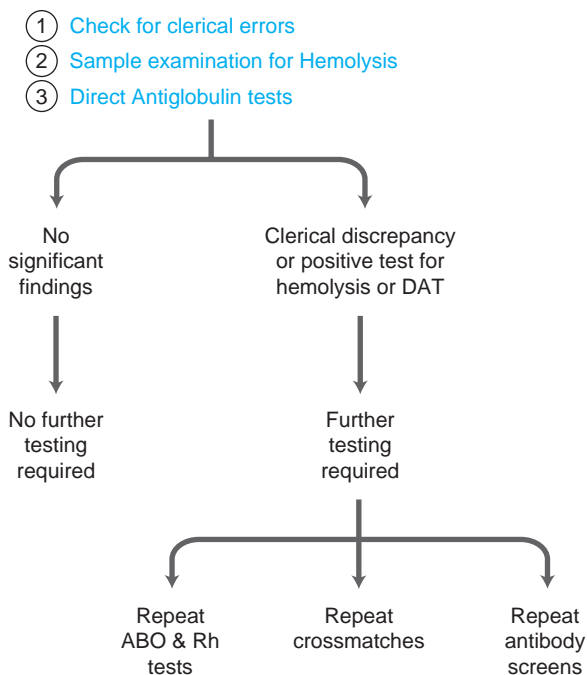 1 Check for clerical errors
2 Sample examination for Hemolysis
3 Direct Antiglobulin tests
No
significant
findings
Clerical discrepancy
or positive test for
hemolysis or DAT
No further
testing
required
Further
testing
required
Repeat
ABO & Rh
tests
Repeat
crossmatches
Repeat
antibody
screens